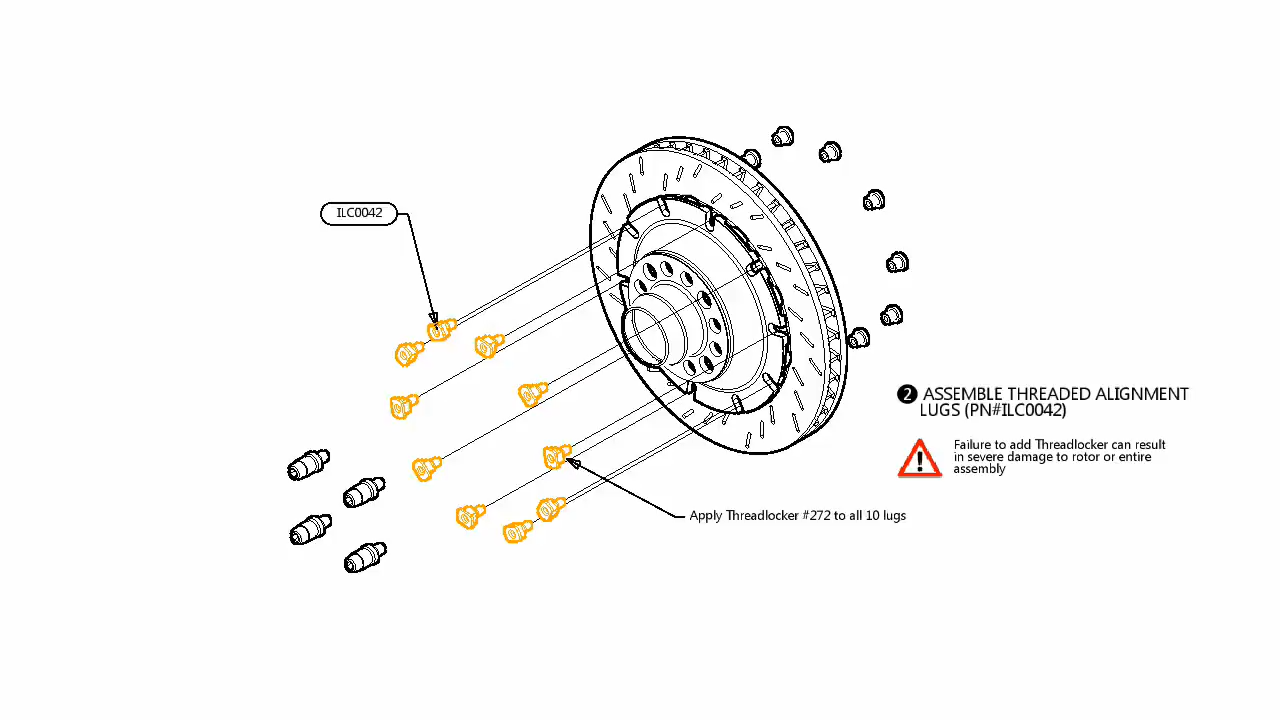 ILC0042
2 ASSEMBLE THREADED ALIGNMENT
LUGS (PN#ILC0042)
! Failure to add Threadlocker can result
in severe damage to rotor or entire
assembly
Apply Threadlocker #272 to all 10 lugs